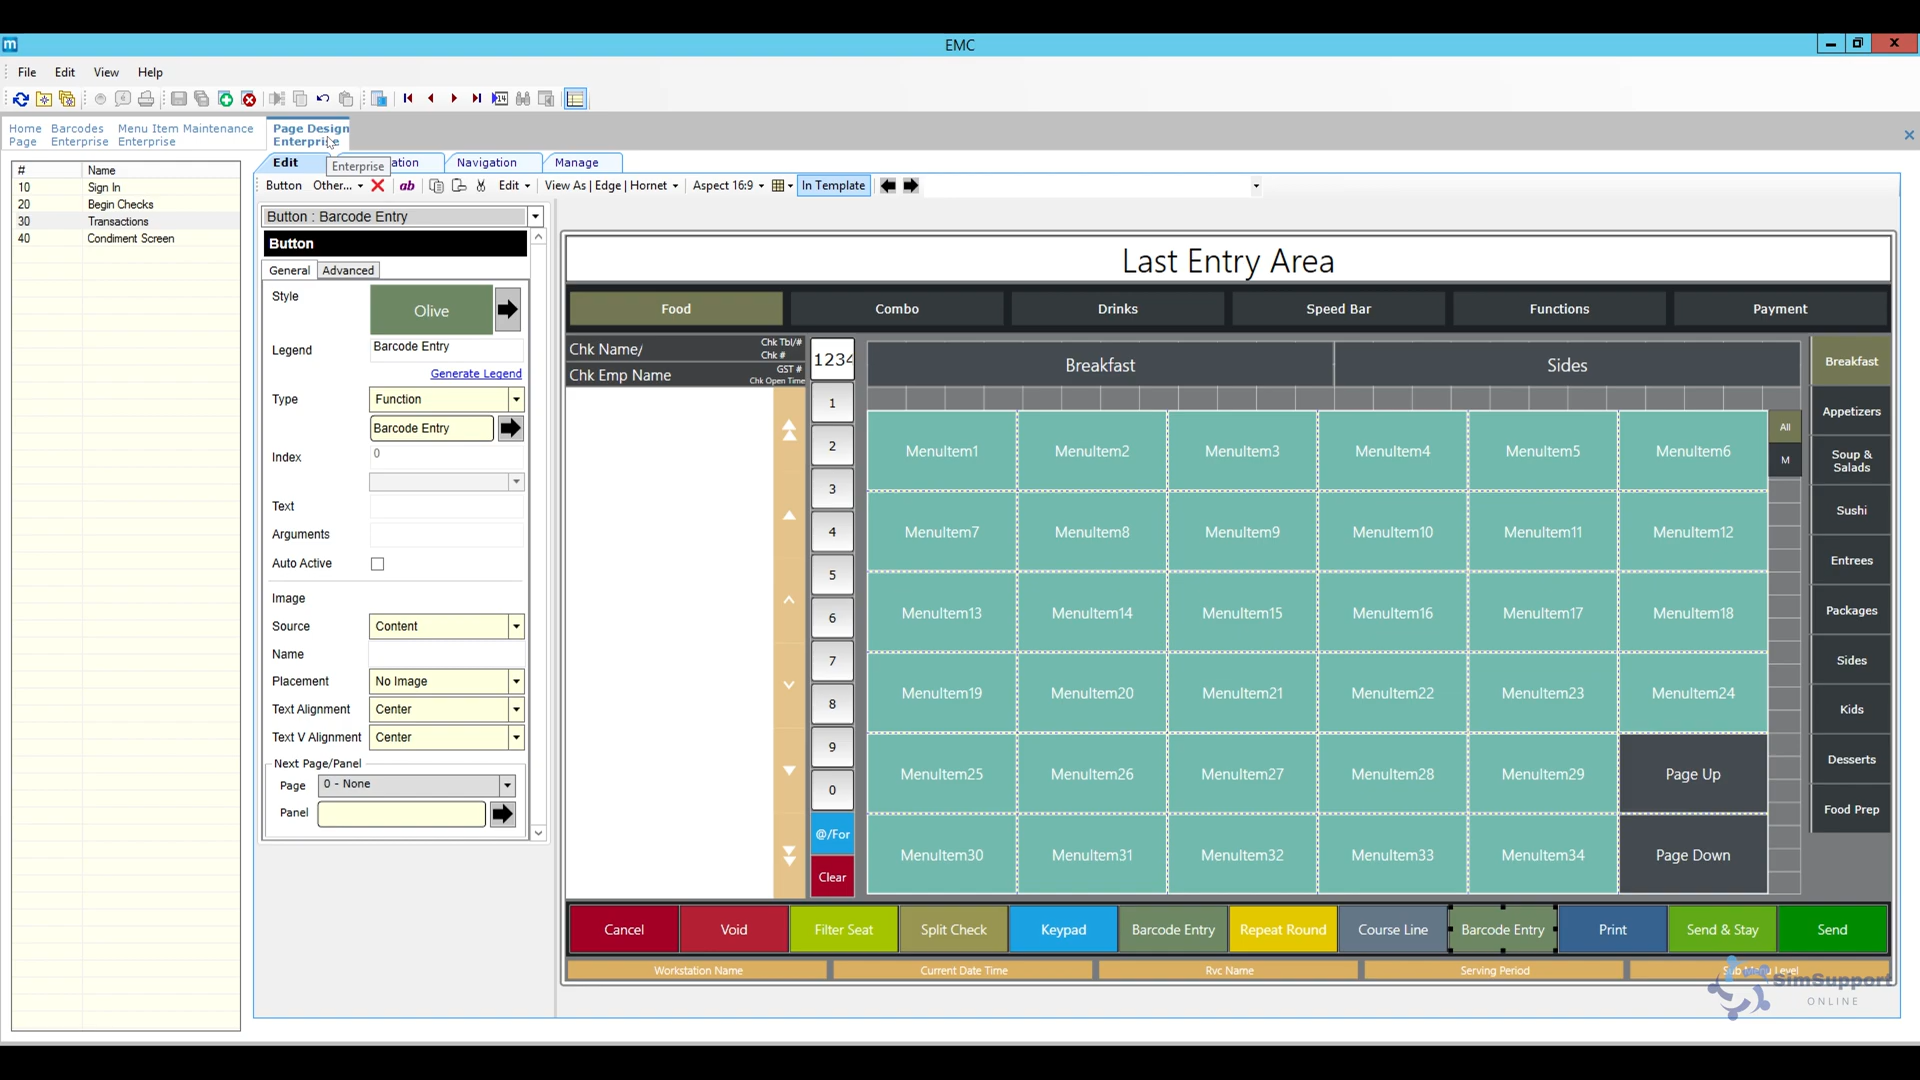 EMC
File Edit View Help
Home Page
Barcodes Enterprise
Menu Item Maintenance Enterprise
Page Design Enterprise
Enterprise
Edit ation Navigation Manage
# Name
10 Sign In
20 Begin Checks
30 Transactions
40 Condiment Screen
Button Other... ab Edit View As | Edge | Hornet Aspect 16:9 In Template
Button : Barcode Entry
Button
General Advanced
Style Olive
Legend Barcode Entry
Generate Legend
Type Function
Barcode Entry
Index 0
Text
Arguments
Auto Active
Image
Source Content
Name
Placement No Image
Text Alignment Center
Text V Alignment Center
Next Page/Panel
Page 0 - None
Panel
Last Entry Area
Food Combo Drinks Speed Bar Functions Payment
Chk Name/ Chk Tbl/#
Chk #
Chk Emp Name GST #
Chk Open Time
1234
1
2
3
4
5
6
7
8
9
0
@/For
Clear
Breakfast Sides
MenuItem1 MenuItem2 MenuItem3 MenuItem4 MenuItem5 MenuItem6
MenuItem7 MenuItem8 MenuItem9 MenuItem10 MenuItem11 MenuItem12
MenuItem13 MenuItem14 MenuItem15 MenuItem16 MenuItem17 MenuItem18
MenuItem19 MenuItem20 MenuItem21 MenuItem22 MenuItem23 MenuItem24
MenuItem25 MenuItem26 MenuItem27 MenuItem28 MenuItem29 Page Up
MenuItem30 MenuItem31 MenuItem32 MenuItem33 MenuItem34 Page Down
All
M
Breakfast
Appetizers
Soup &
Salads
Sushi
Entrees
Packages
Sides
Kids
Desserts
Food Prep
Cancel Void Filter Seat Split Check Keypad Barcode Entry Repeat Round Course Line Barcode Entry Print Send & Stay Send
Workstation Name Current Date Time Rvc Name Serving Period Level
SimSupport
ONLINE